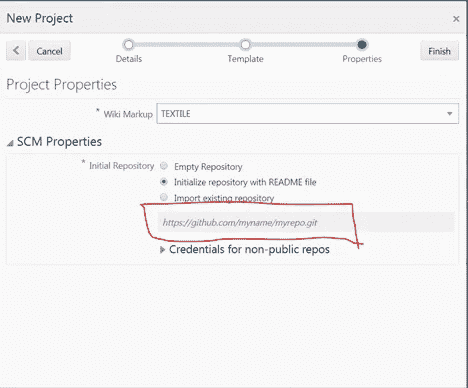 New Project
Cancel
Details
Template
Properties
Finish
Project Properties
* Wiki Markup TEXTILE
SCM Properties
* Initial Repository Empty Repository
Initialize repository with README file
Import existing repository
https://github.com/myname/myrepo.git
Credentials for non-public repos